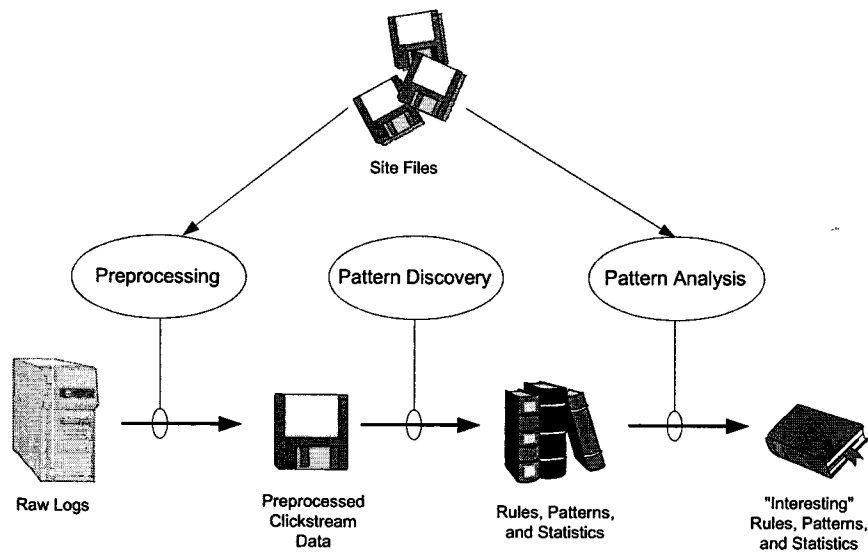 Site Files
Preprocessing
Pattern Discovery
Pattern Analysis
Raw Logs
Preprocessed
Clickstream
Data
Rules, Patterns,
and Statistics
"Interesting"
Rules, Patterns,
and Statistics